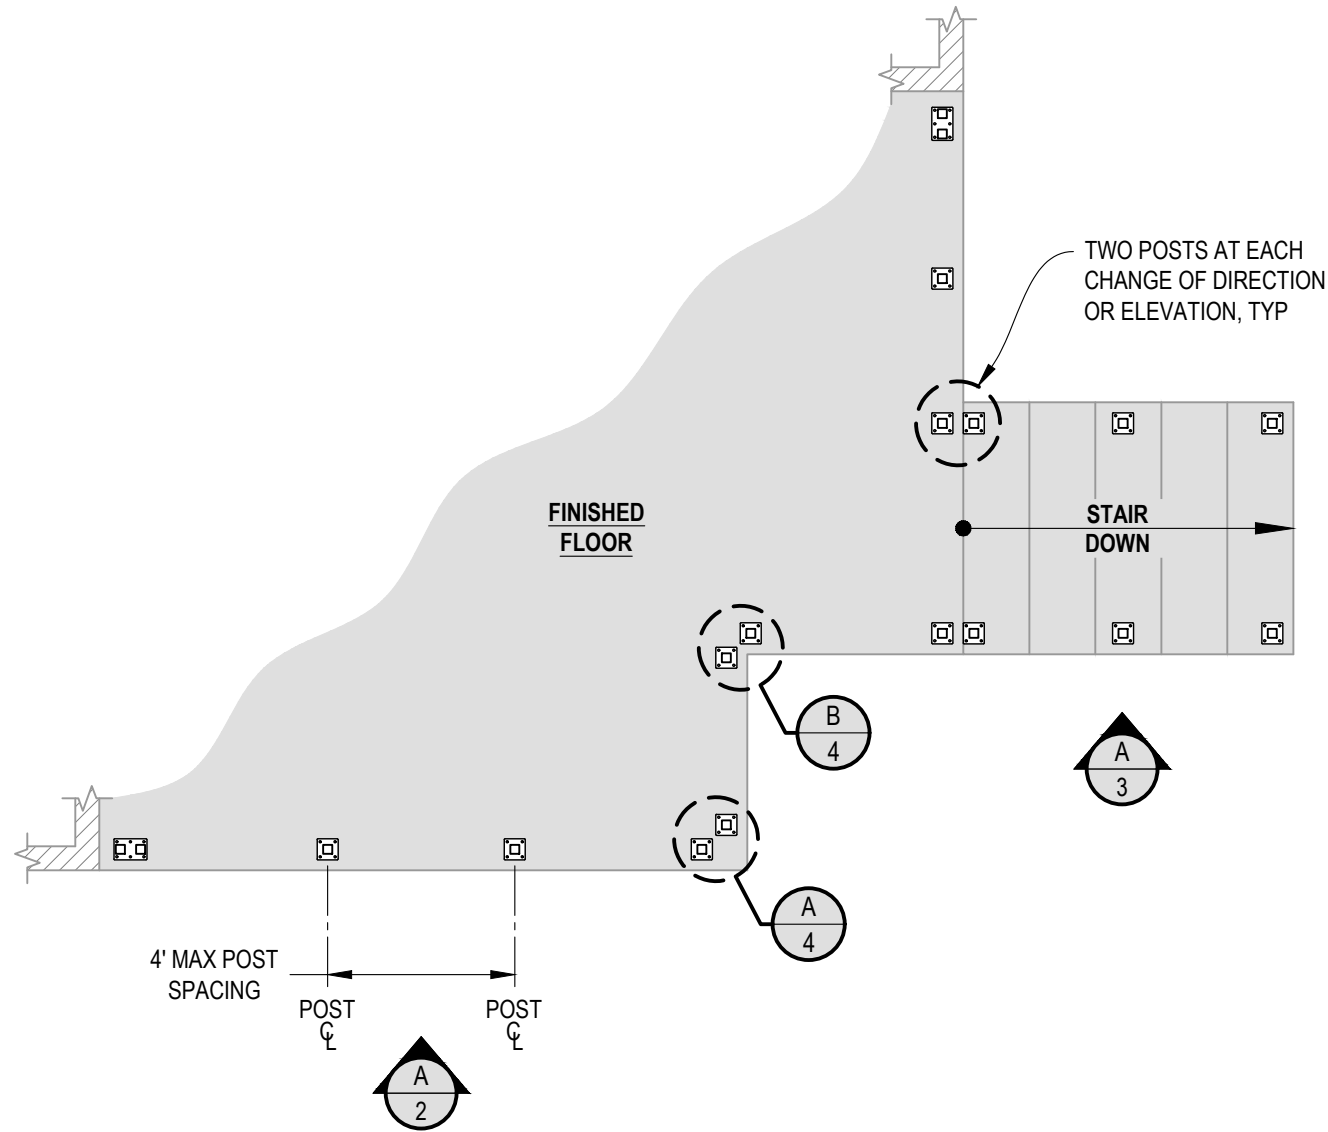 TWO POSTS AT EACH
CHANGE OF DIRECTION
OR ELEVATION, TYP
FINISHED
FLOOR
STAIR
DOWN
B
4
A
3
A
4
4' MAX POST
SPACING
POST
℄
POST
℄
A
2